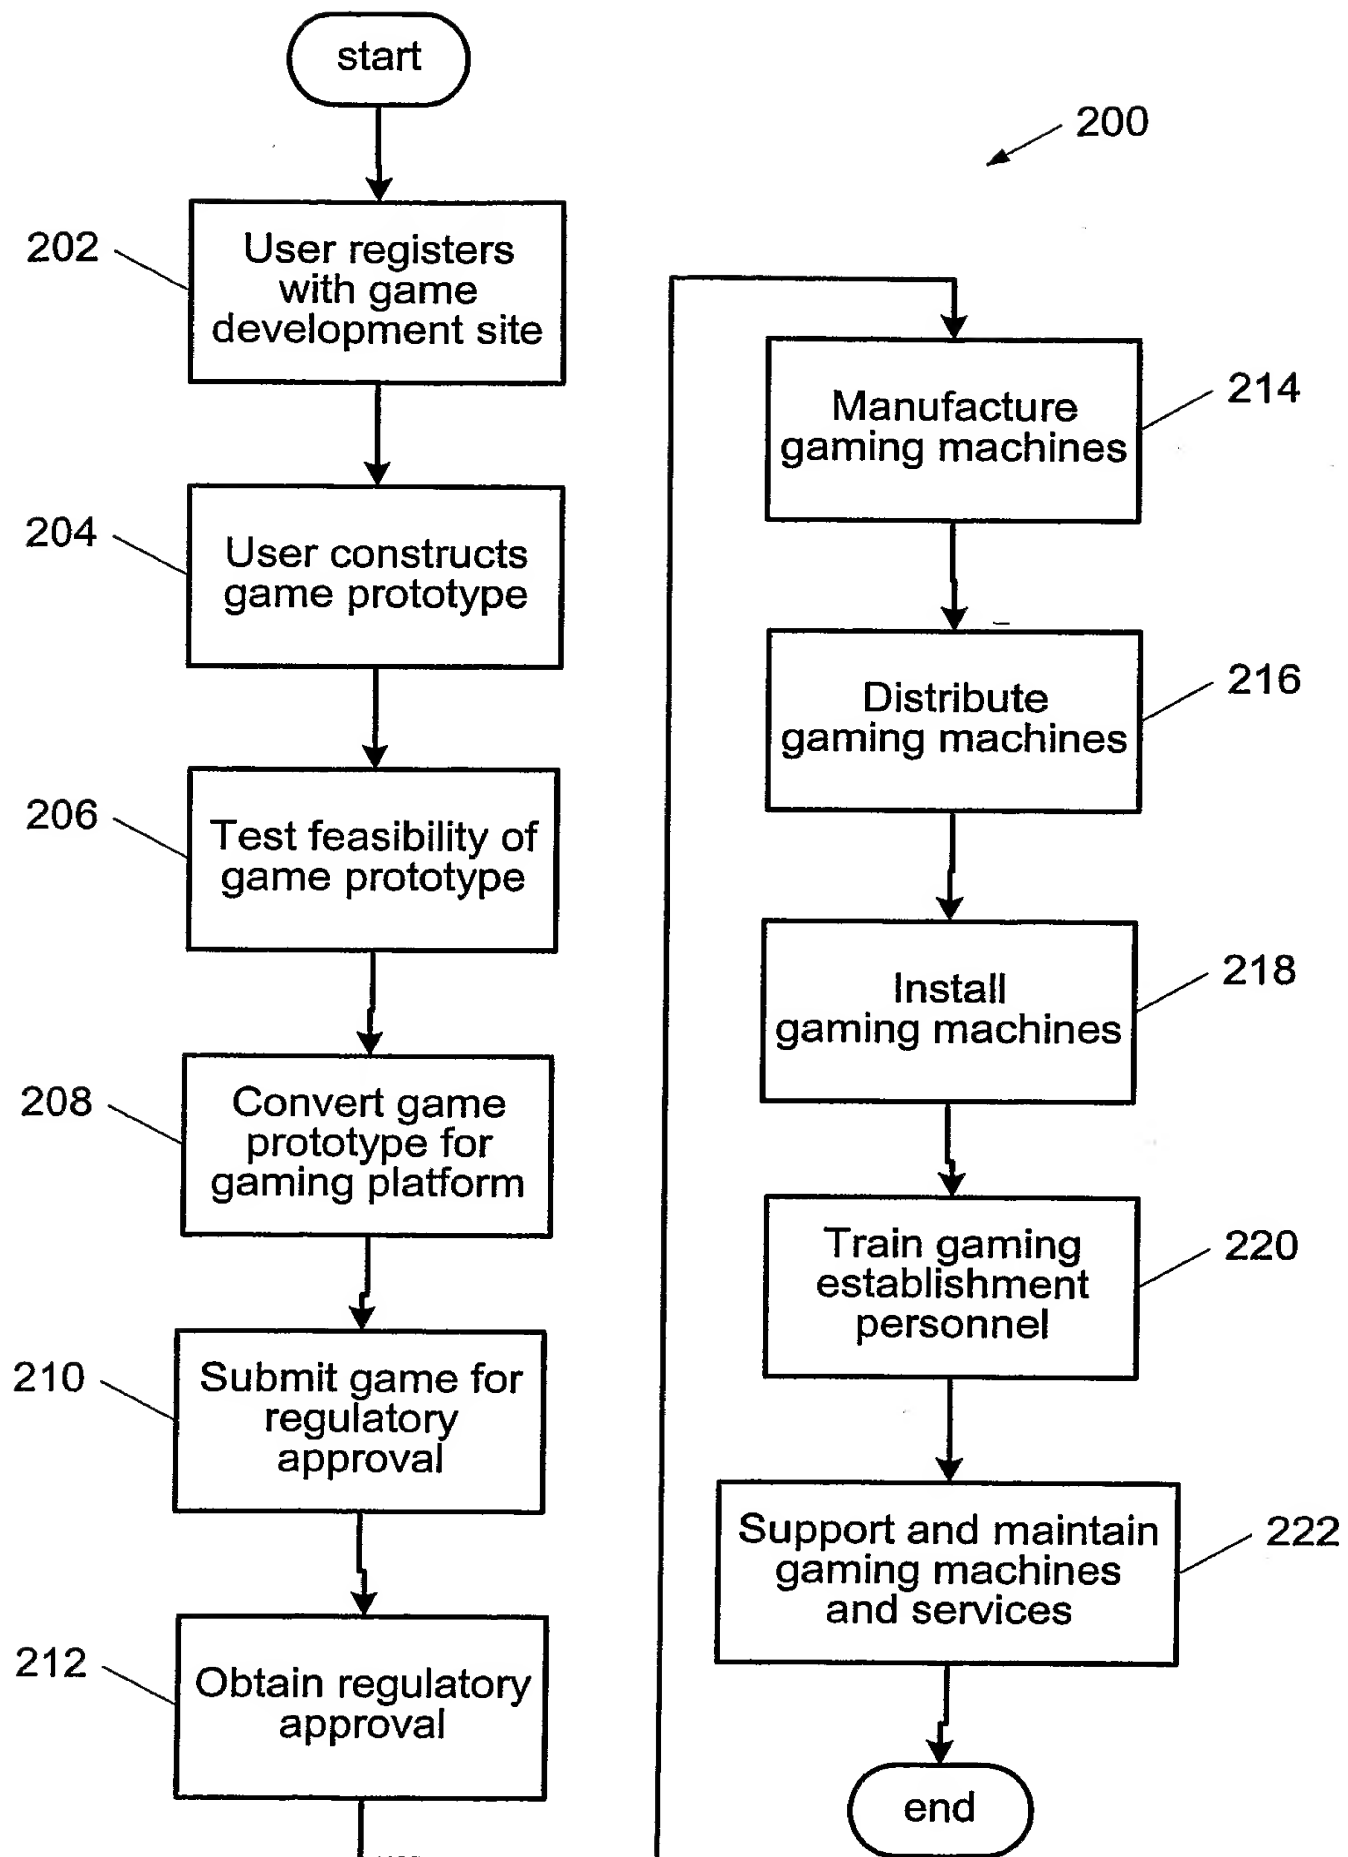 start
200
202
User registers
with game
development site
204
User constructs
game prototype
206
Test feasibility of
game prototype
208
Convert game
prototype for
gaming platform
210
Submit game for
regulatory
approval
212
Obtain regulatory
approval
214
Manufacture
gaming machines
216
Distribute
gaming machines
218
Install
gaming machines
220
Train gaming
establishment
personnel
222
Support and maintain
gaming machines
and services
end